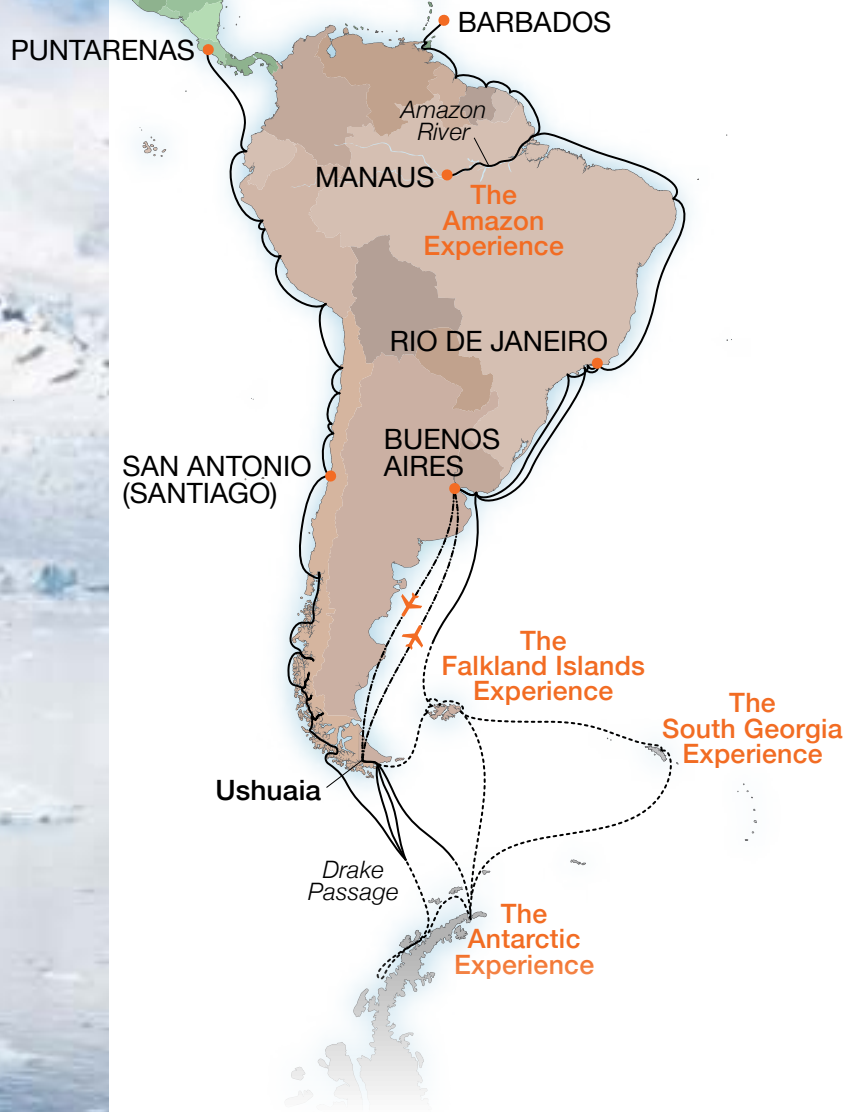 BARBADOS
PUNTARENAS
Amazon
River
MANAUS
The
Amazon
Experience
RIO DE JANEIRO
BUENOS
AIRES
SAN ANTONIO
(SANTIAGO)
The
Falkland Islands
Experience
The
South Georgia
Experience
Ushuaia
Drake
Passage
The
Antarctic
Experience